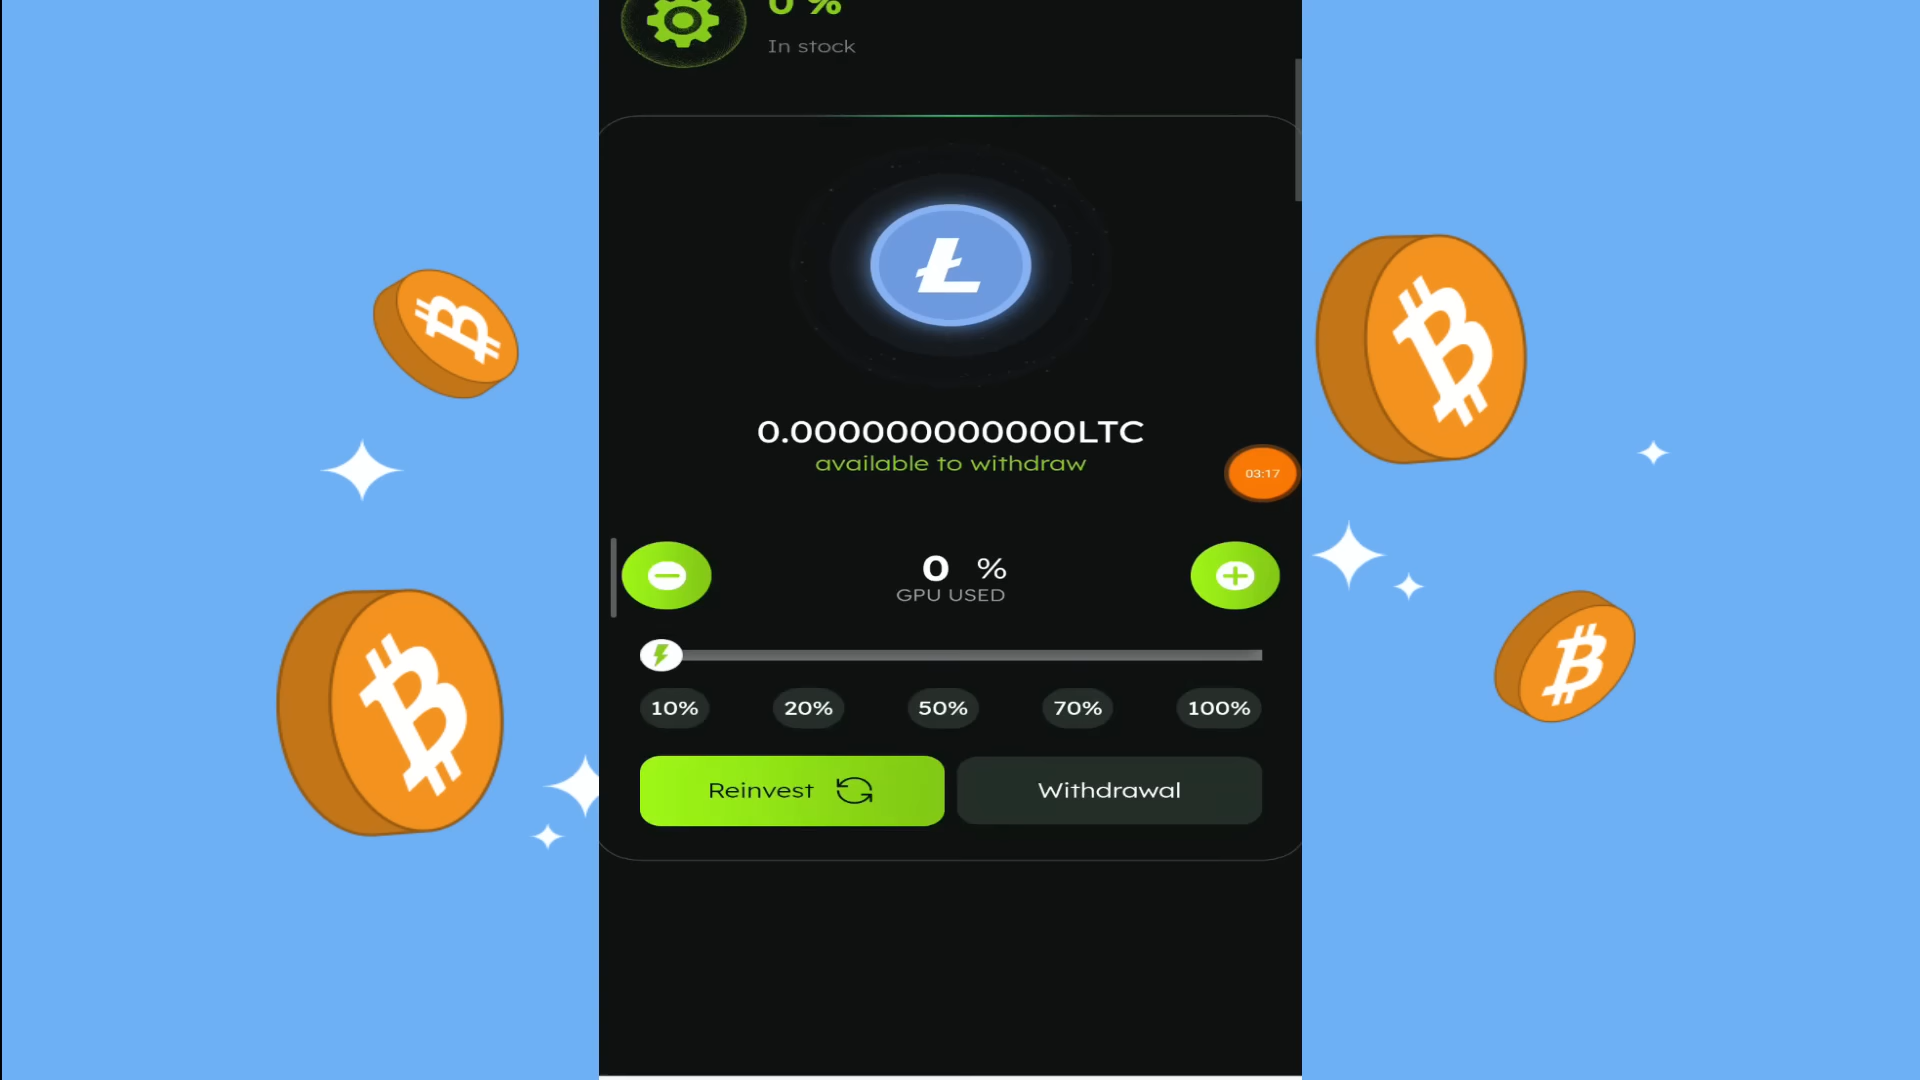 0 %
In stock
0.000000000000LTC
available to withdraw
03:17
0 %
GPU USED
10% 20% 50% 70% 100%
Reinvest Withdrawal